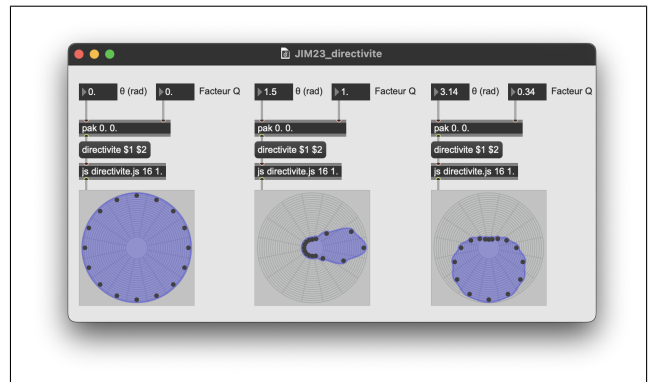 JIM23_directivite
0. θ (rad) 0. Facteur Q
1.5 θ (rad) 1. Facteur Q
3.14 θ (rad) 0.34 Facteur Q
pak 0. 0.
pak 0. 0.
pak 0. 0.
directivite $1 $2
directivite $1 $2
directivite $1 $2
js directivite.js 16 1.
js directivite.js 16 1.
js directivite.js 16 1.